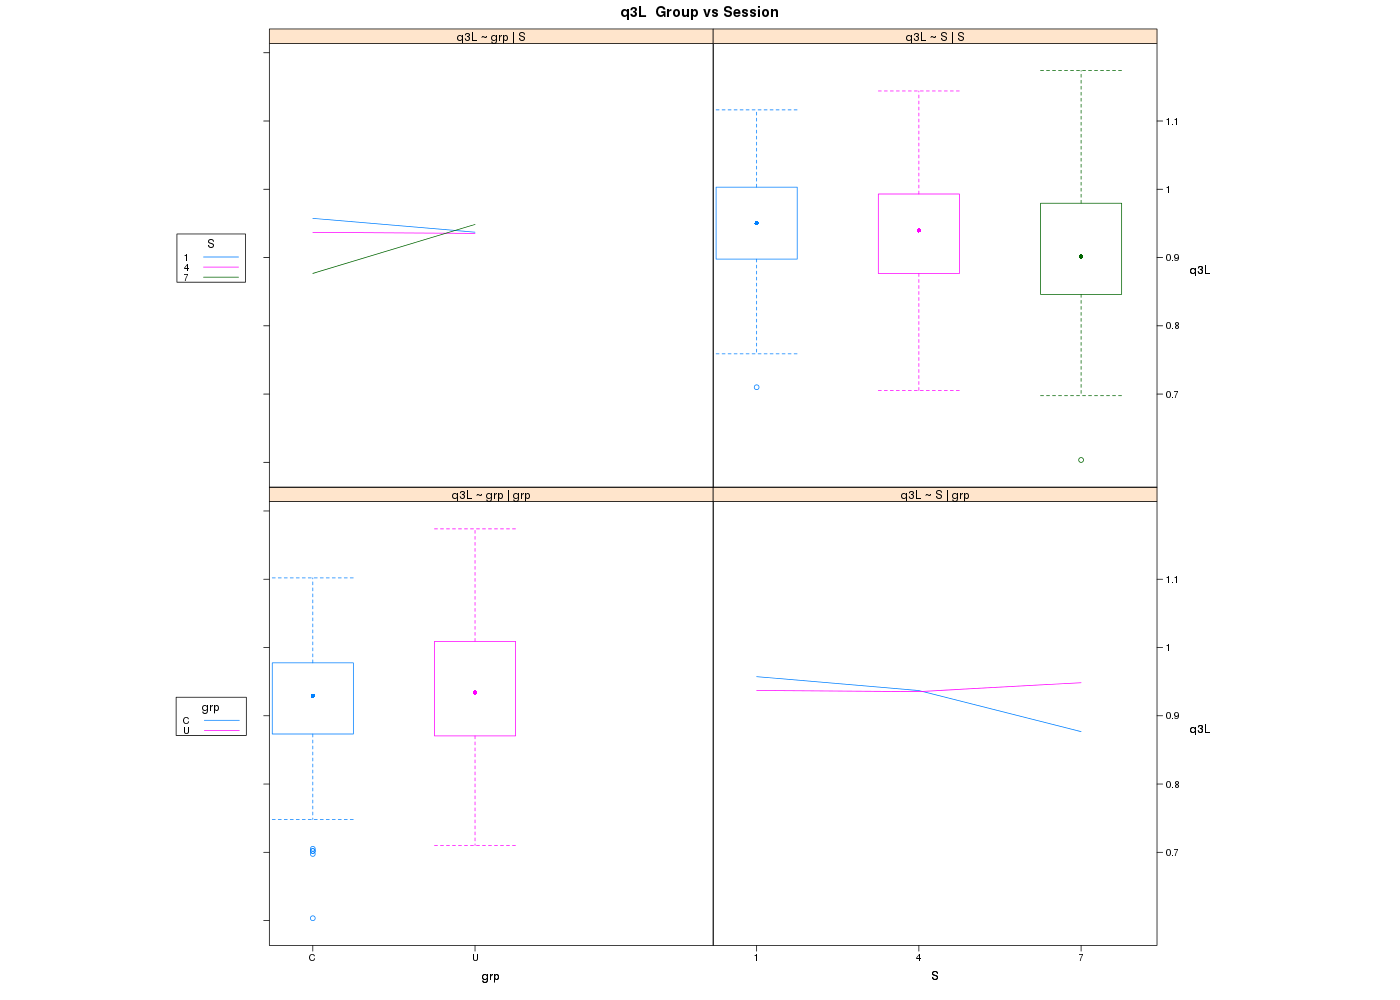 q3L  Group vs Session
q3L ~ grp | S
q3L ~ S | S
1.1
1
0.9
q3L
0.8
0.7
S
1
4
7
q3L ~ grp | grp
q3L ~ S | grp
1.1
1
0.9
q3L
0.8
0.7
grp
C
U
C
U
1
4
7
grp
S